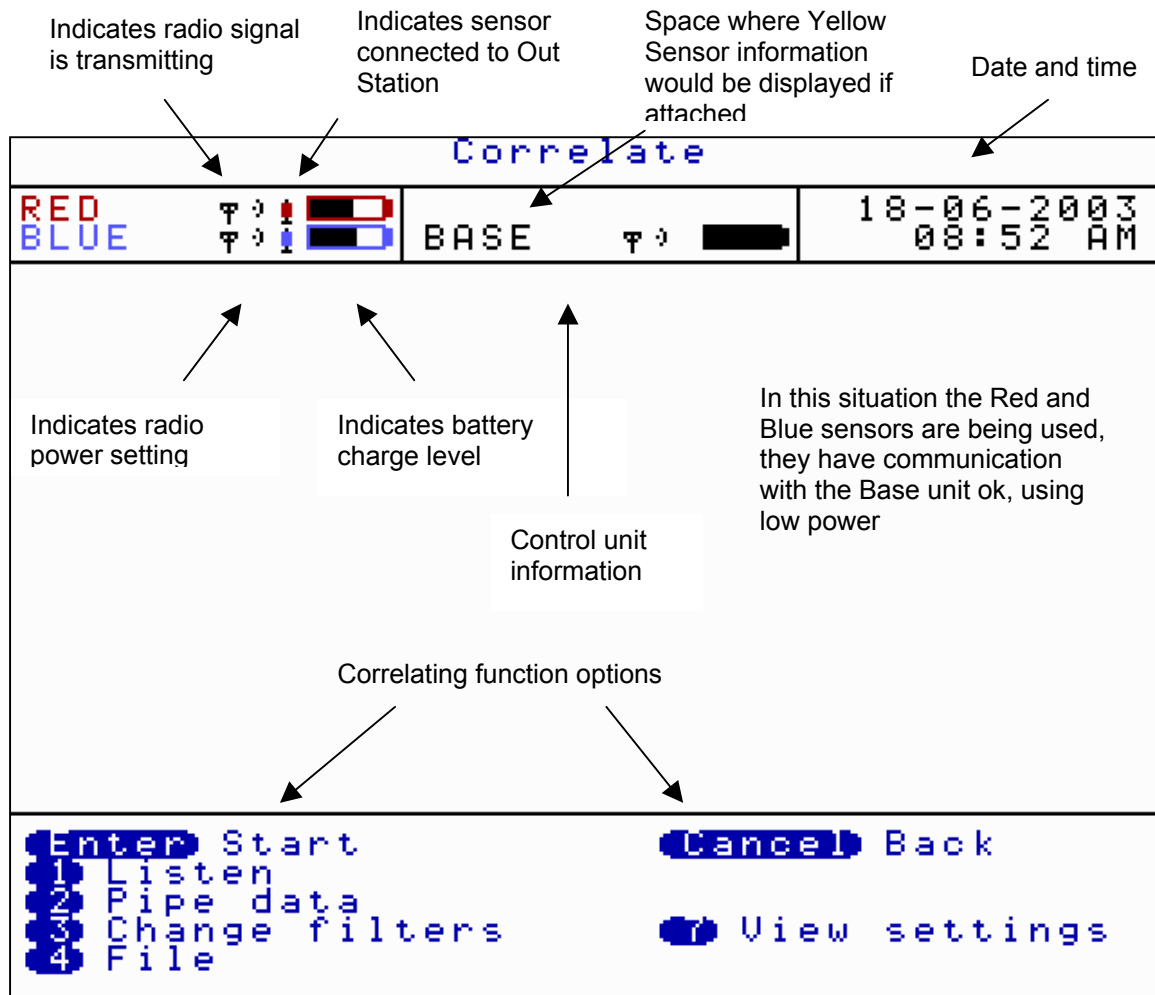 Indicates radio signal
is transmitting
Indicates sensor
connected to Out
Station
Space where Yellow
Sensor information
would be displayed if
attached
Date and time
Correlate
RED
BLUE
BASE
18-06-2003
08:52 AM
Indicates radio
power setting
Indicates battery
charge level
Control unit
information
In this situation the Red and
Blue sensors are being used,
they have communication
with the Base unit ok, using
low power
Correlating function options
Enter Start
1 Listen
2 Pipe data
3 Change filters
4 File
Cancel Back
7 View settings